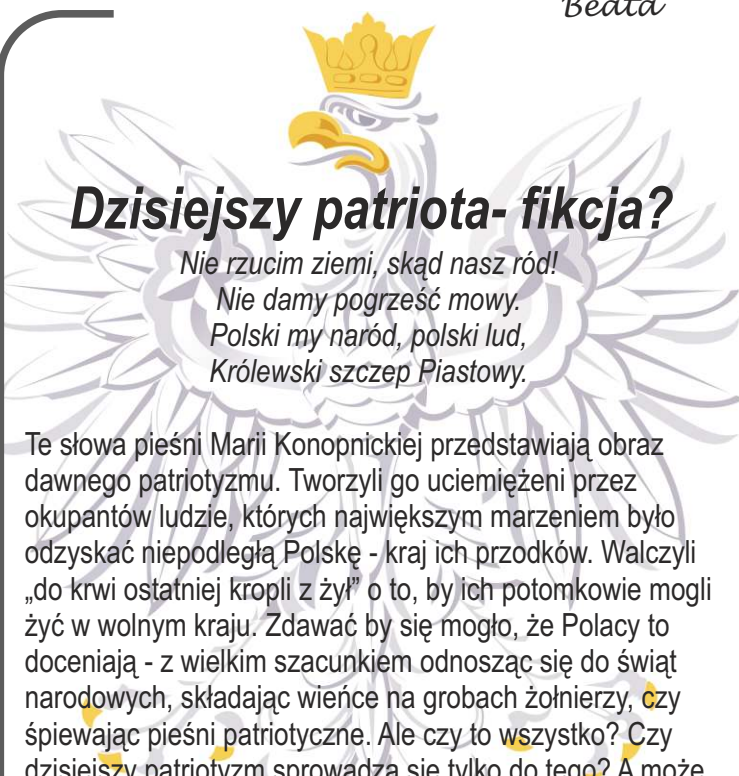 Beata
Dzisiejszy patriota- fikcja?
Nie rzucim ziemi, skąd nasz ród!
Nie damy pogrześć mowy.
Polski my naród, polski lud,
Królewski szczep Piastowy.
Te słowa pieśni Marii Konopnickiej przedstawiają obraz
dawnego patriotyzmu. Tworzyli go uciemiężeni przez
okupantów ludzie, których największym marzeniem było
odzyskać niepodległą Polskę - kraj ich przodków. Walczyli
„do krwi ostatniej kropli z żył” o to, by ich potomkowie mogli
żyć w wolnym kraju. Zdawać by się mogło, że Polacy to
doceniają - z wielkim szacunkiem odnosząc się do świąt
narodowych, składając wieńce na grobach żołnierzy, czy
śpiewając pieśni patriotyczne. Ale czy to wszystko? Czy
dzisiejszy patriotyzm sprowadza się tylko do tego? A może